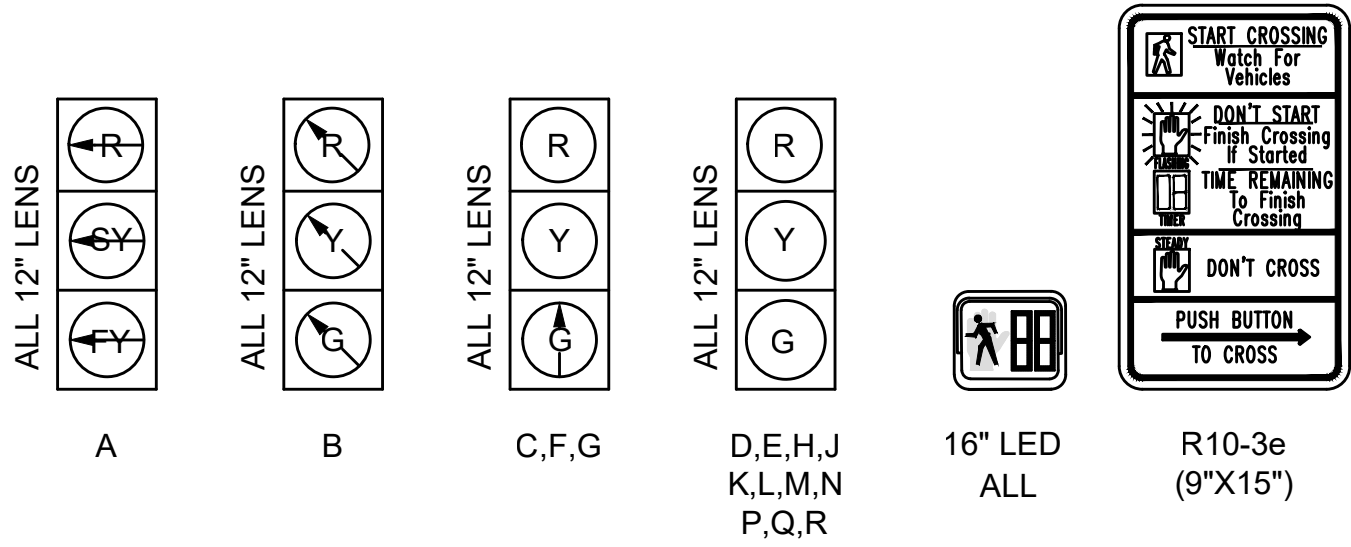 ALL 12" LENS
R
SY
FY
A
ALL 12" LENS
R
Y
G
B
ALL 12" LENS
R
Y
G
C,F,G
ALL 12" LENS
R
Y
G
D,E,H,J
K,L,M,N
P,Q,R
16" LED
ALL
START CROSSING
Watch For
Vehicles
DON'T START
Finish Crossing
If Started
FLASHING
TIME REMAINING
To Finish
Crossing
TIMER
STEADY
DON'T CROSS
PUSH BUTTON
TO CROSS
R10-3e
(9"X15")